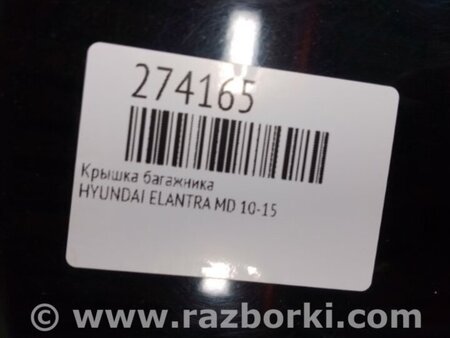 274165
Крышка багажника
HYUNDAI ELANTRA MD 10-15
© www.razborki.com